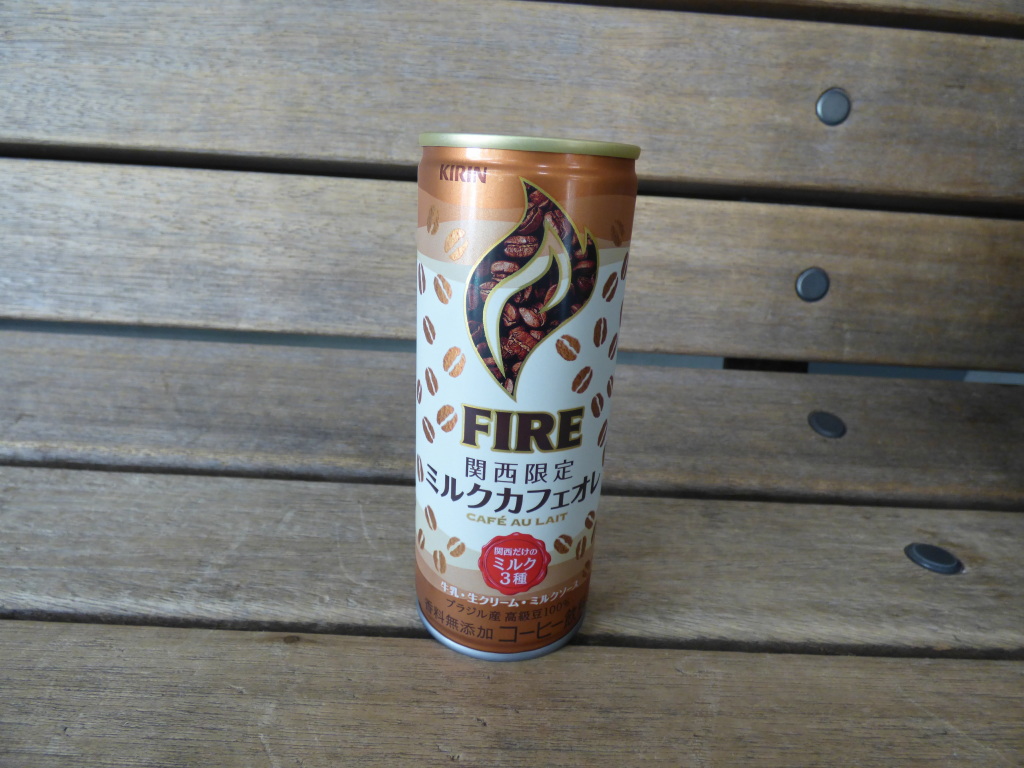 KIRIN
FIRE
関西限定
ミルクカフェオレ
CAFÉ AU LAIT
関西だけの
ミルク
3種
生乳・生クリーム・ミルク
ブラジル産 高級豆100%
香料無添加 コーヒー